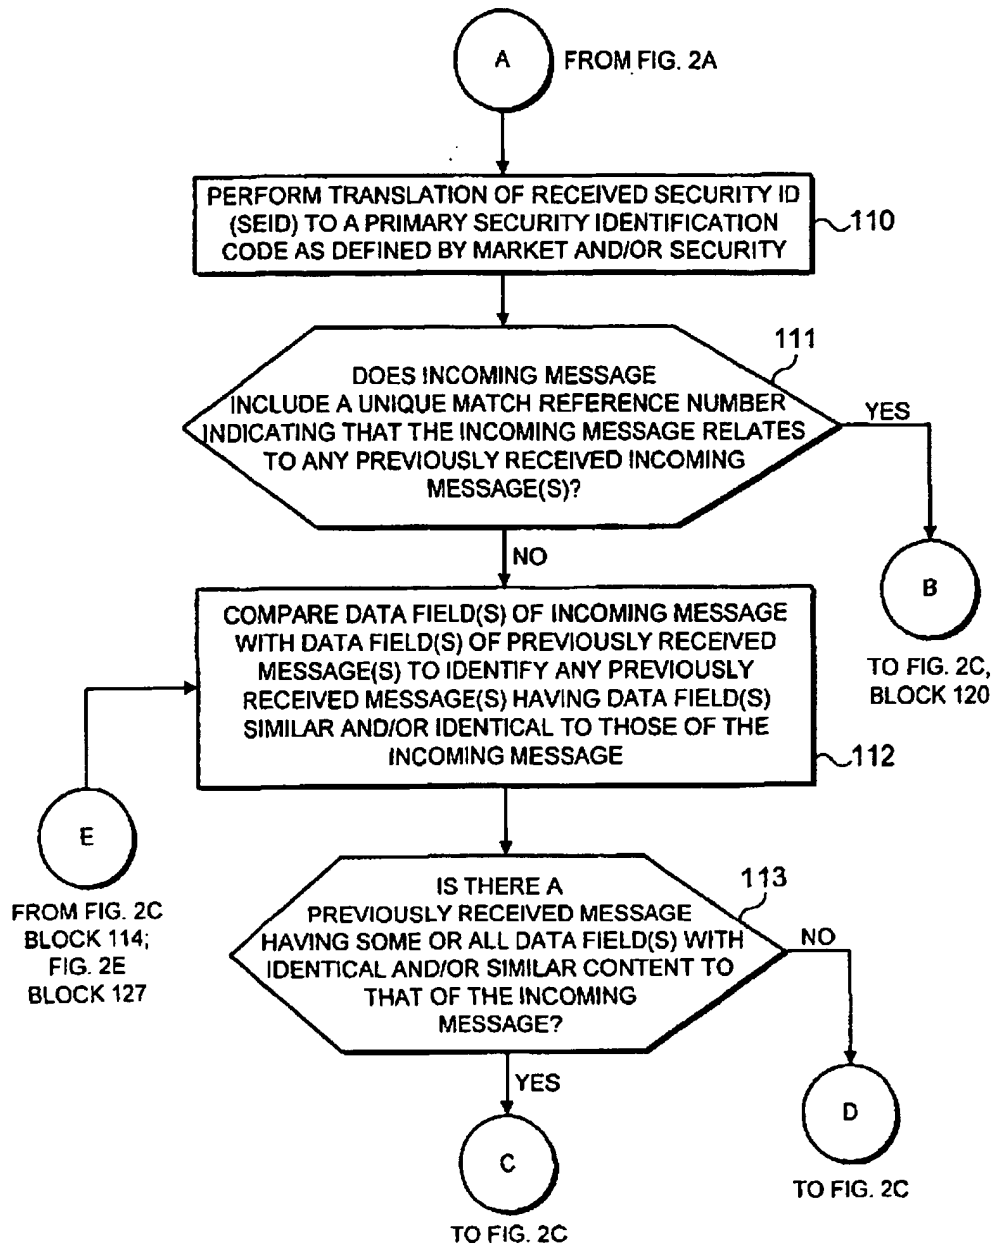 A
FROM FIG. 2A
PERFORM TRANSLATION OF RECEIVED SECURITY ID
(SEID) TO A PRIMARY SECURITY IDENTIFICATION
CODE AS DEFINED BY MARKET AND/OR SECURITY
110
111
DOES INCOMING MESSAGE
INCLUDE A UNIQUE MATCH REFERENCE NUMBER
INDICATING THAT THE INCOMING MESSAGE RELATES
TO ANY PREVIOUSLY RECEIVED INCOMING
MESSAGE(S)?
YES
NO
B
TO FIG. 2C,
BLOCK 120
COMPARE DATA FIELD(S) OF INCOMING MESSAGE
WITH DATA FIELD(S) OF PREVIOUSLY RECEIVED
MESSAGE(S) TO IDENTIFY ANY PREVIOUSLY
RECEIVED MESSAGE(S) HAVING DATA FIELD(S)
SIMILAR AND/OR IDENTICAL TO THOSE OF THE
INCOMING MESSAGE
112
E
FROM FIG. 2C
BLOCK 114;
FIG. 2E
BLOCK 127
113
IS THERE A
PREVIOUSLY RECEIVED MESSAGE
HAVING SOME OR ALL DATA FIELD(S) WITH
IDENTICAL AND/OR SIMILAR CONTENT TO
THAT OF THE INCOMING
MESSAGE?
NO
YES
D
TO FIG. 2C
C
TO FIG. 2C